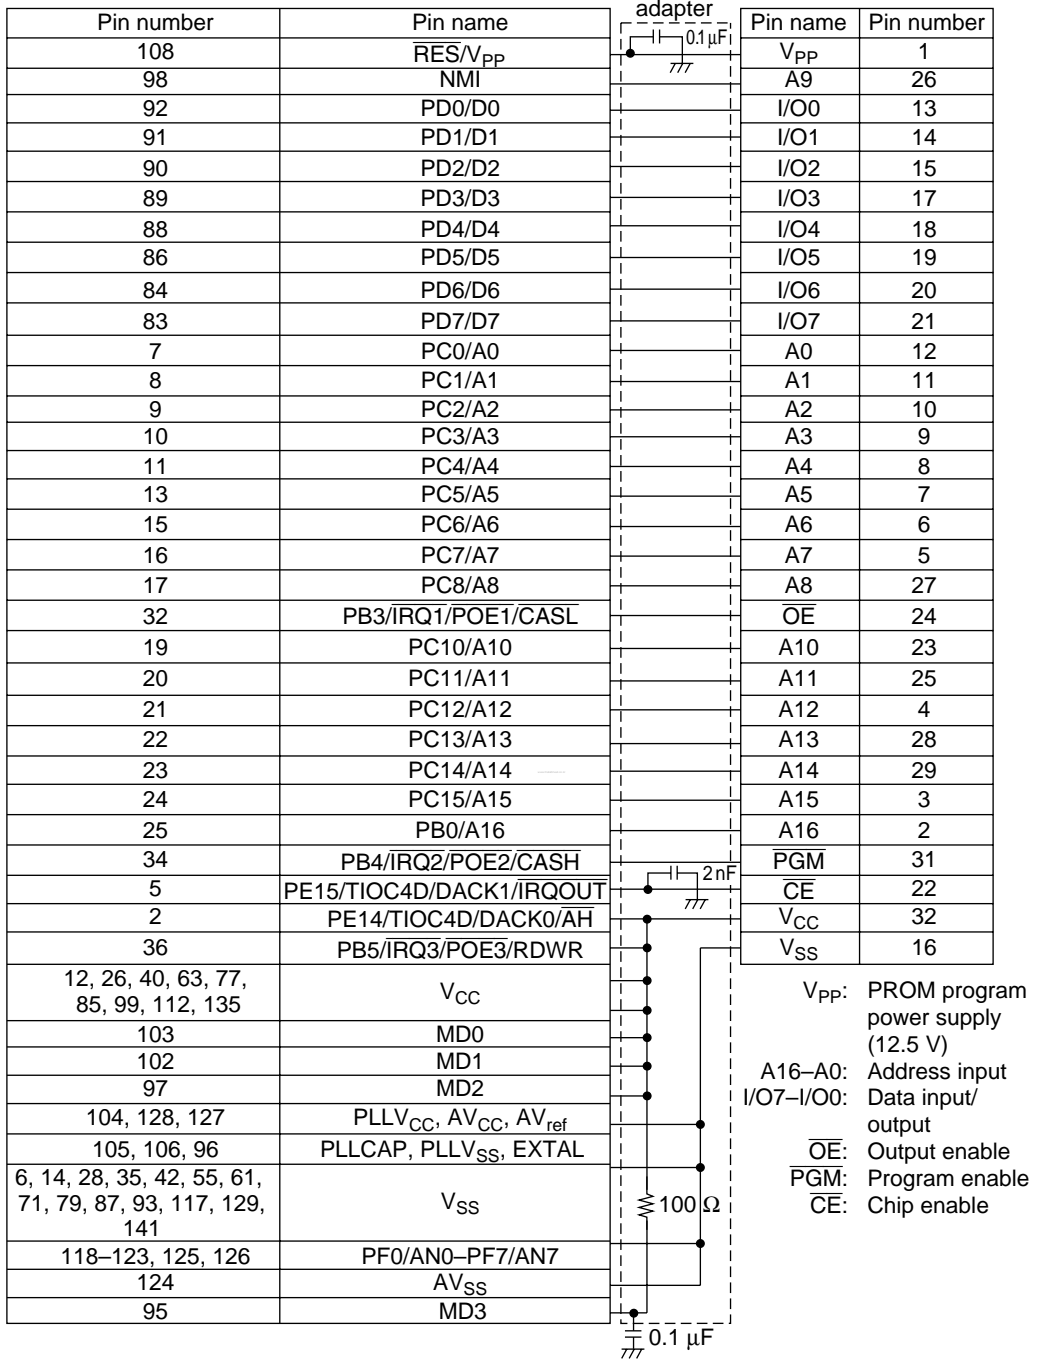 adapter
Pin number Pin name Pin name Pin number
108 RES/VPP 0.1 µF VPP 1
98 NMI A9 26
92 PD0/D0 I/O0 13
91 PD1/D1 I/O1 14
90 PD2/D2 I/O2 15
89 PD3/D3 I/O3 17
88 PD4/D4 I/O4 18
86 PD5/D5 I/O5 19
84 PD6/D6 I/O6 20
83 PD7/D7 I/O7 21
7 PC0/A0 A0 12
8 PC1/A1 A1 11
9 PC2/A2 A2 10
10 PC3/A3 A3 9
11 PC4/A4 A4 8
13 PC5/A5 A5 7
15 PC6/A6 A6 6
16 PC7/A7 A7 5
17 PC8/A8 A8 27
32 PB3/IRQ1/POE1/CASL OE 24
19 PC10/A10 A10 23
20 PC11/A11 A11 25
21 PC12/A12 A12 4
22 PC13/A13 A13 28
23 PC14/A14 A14 29
24 PC15/A15 A15 3
25 PB0/A16 A16 2
34 PB4/IRQ2/POE2/CASH PGM 31
5 PE15/TIOC4D/DACK1/IRQOUT 2 nF CE 22
2 PE14/TIOC4D/DACK0/AH VCC 32
36 PB5/IRQ3/POE3/RDWR VSS 16
12, 26, 40, 63, 77,
85, 99, 112, 135 VCC
103 MD0
102 MD1
97 MD2
104, 128, 127 PLLVCC, AVCC, AVref
105, 106, 96 PLLCAP, PLLVSS, EXTAL
6, 14, 28, 35, 42, 55, 61,
71, 79, 87, 93, 117, 129,
141 VSS
100 Ω
118–123, 125, 126 PF0/AN0–PF7/AN7
124 AVSS
95 MD3
0.1 µF
VPP: PROM program
power supply
(12.5 V)
A16–A0: Address input
I/O7–I/O0: Data input/
output
OE: Output enable
PGM: Program enable
CE: Chip enable